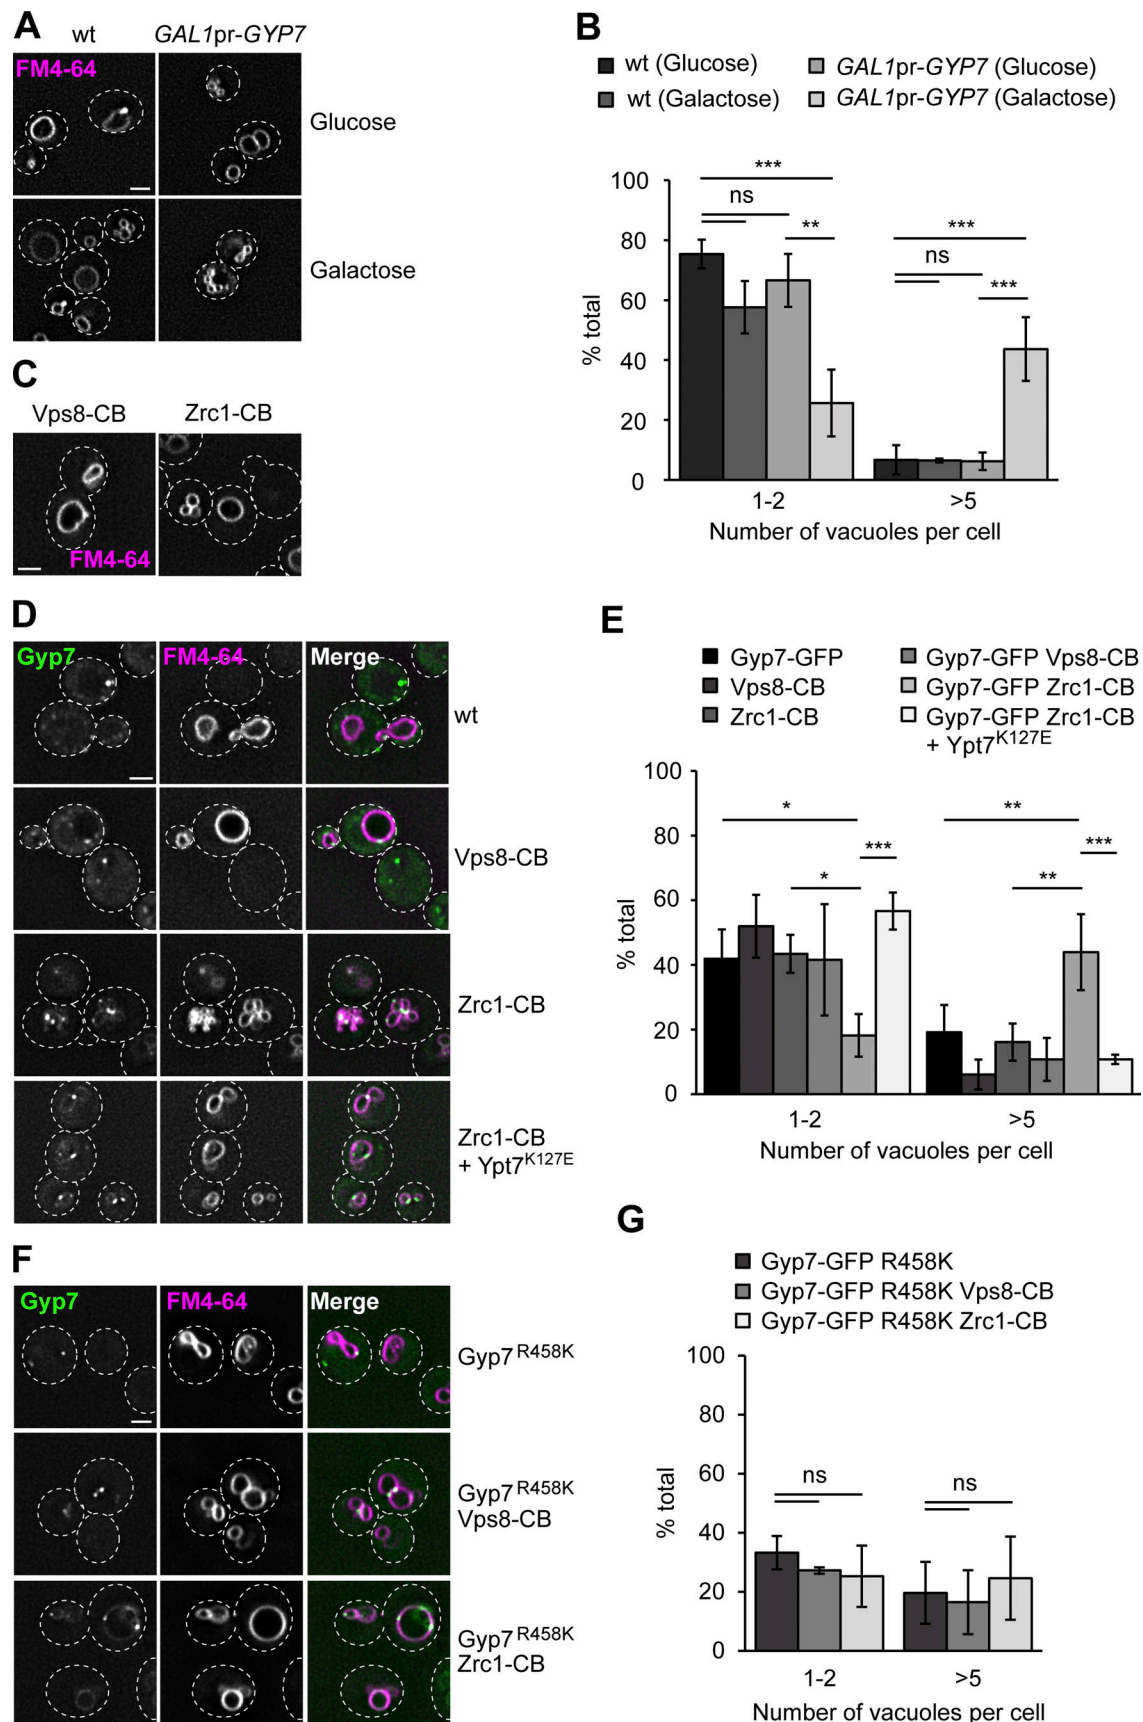 A
wt
GAL1pr-GYP7
FM4-64
Glucose
Galactose
B
wt (Glucose)
GAL1pr-GYP7 (Glucose)
wt (Galactose)
GAL1pr-GYP7 (Galactose)
100
80
60
40
20
0
% total
***
ns
**
***
ns
***
1-2
>5
Number of vacuoles per cell
C
Vps8-CB
Zrc1-CB
FM4-64
D
Gyp7
FM4-64
Merge
wt
Vps8-CB
Zrc1-CB
Zrc1-CB
+ Ypt7K127E
E
Gyp7-GFP
Vps8-CB
Zrc1-CB
Gyp7-GFP Vps8-CB
Gyp7-GFP Zrc1-CB
Gyp7-GFP Zrc1-CB
+ Ypt7K127E
100
80
60
40
20
0
% total
*
***
*
**
***
**
1-2
>5
Number of vacuoles per cell
F
Gyp7
FM4-64
Merge
Gyp7R458K
Gyp7R458K
Vps8-CB
Gyp7R458K
Zrc1-CB
G
Gyp7-GFP R458K
Gyp7-GFP R458K Vps8-CB
Gyp7-GFP R458K Zrc1-CB
100
80
60
40
20
0
% total
ns
ns
1-2
>5
Number of vacuoles per cell